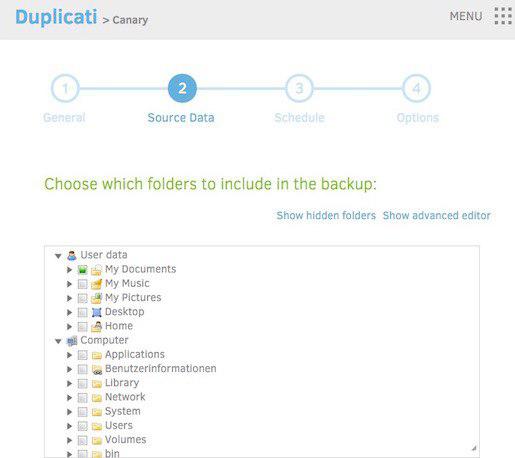 Duplicati > Canary
MENU
1 2 3 4
General Source Data Schedule Options
Choose which folders to include in the backup:
Show hidden folders Show advanced editor
User data
My Documents
My Music
My Pictures
Desktop
Home
Computer
Applications
Benutzerinformationen
Library
Network
System
Users
Volumes
bin